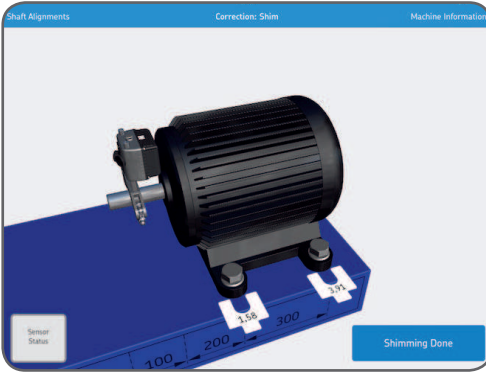 Shaft Alignments
Correction: Shim
Machine Information
1,58
3,91
100
200
300
Sensor
Status
Shimming Done